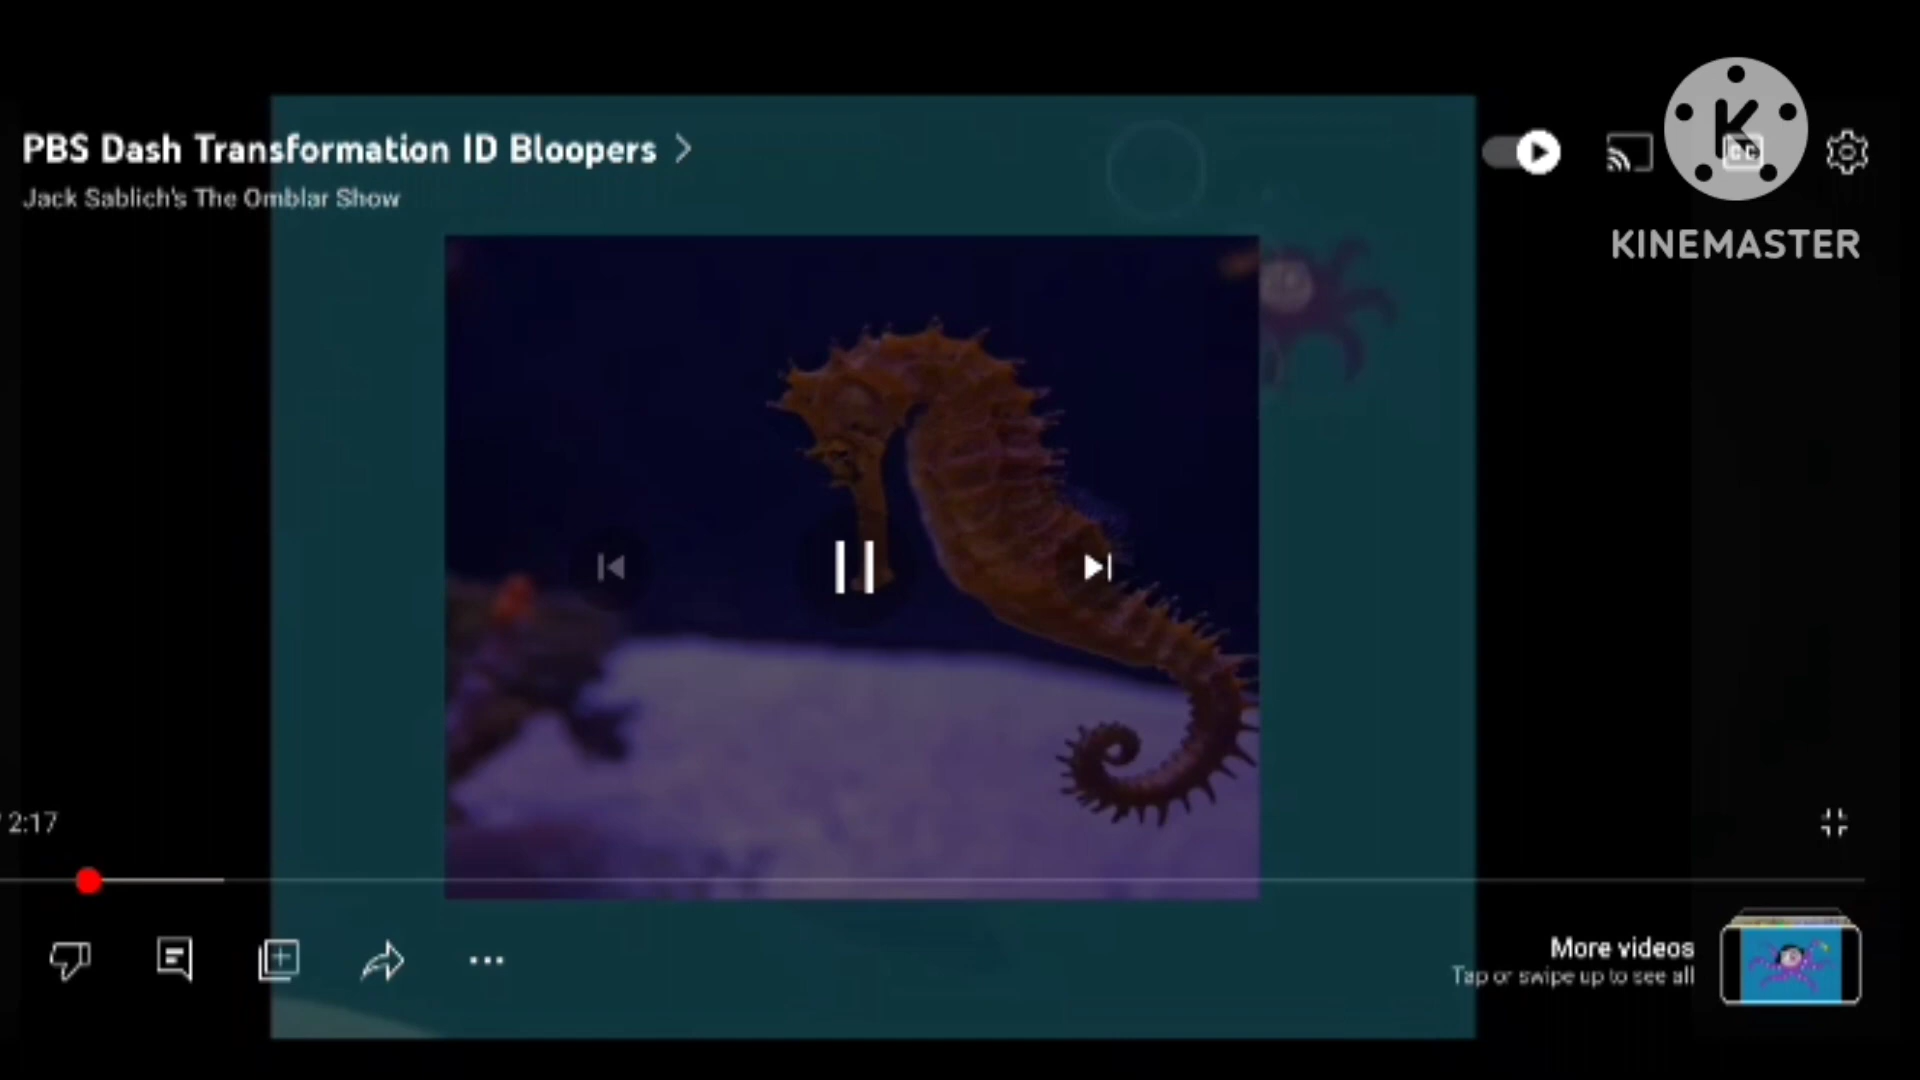 PBS Dash Transformation ID Bloopers
Jack Sablich's The Omblar Show
CC
KINEMASTER
/ 2:17
More videos
Tap or swipe up to see all